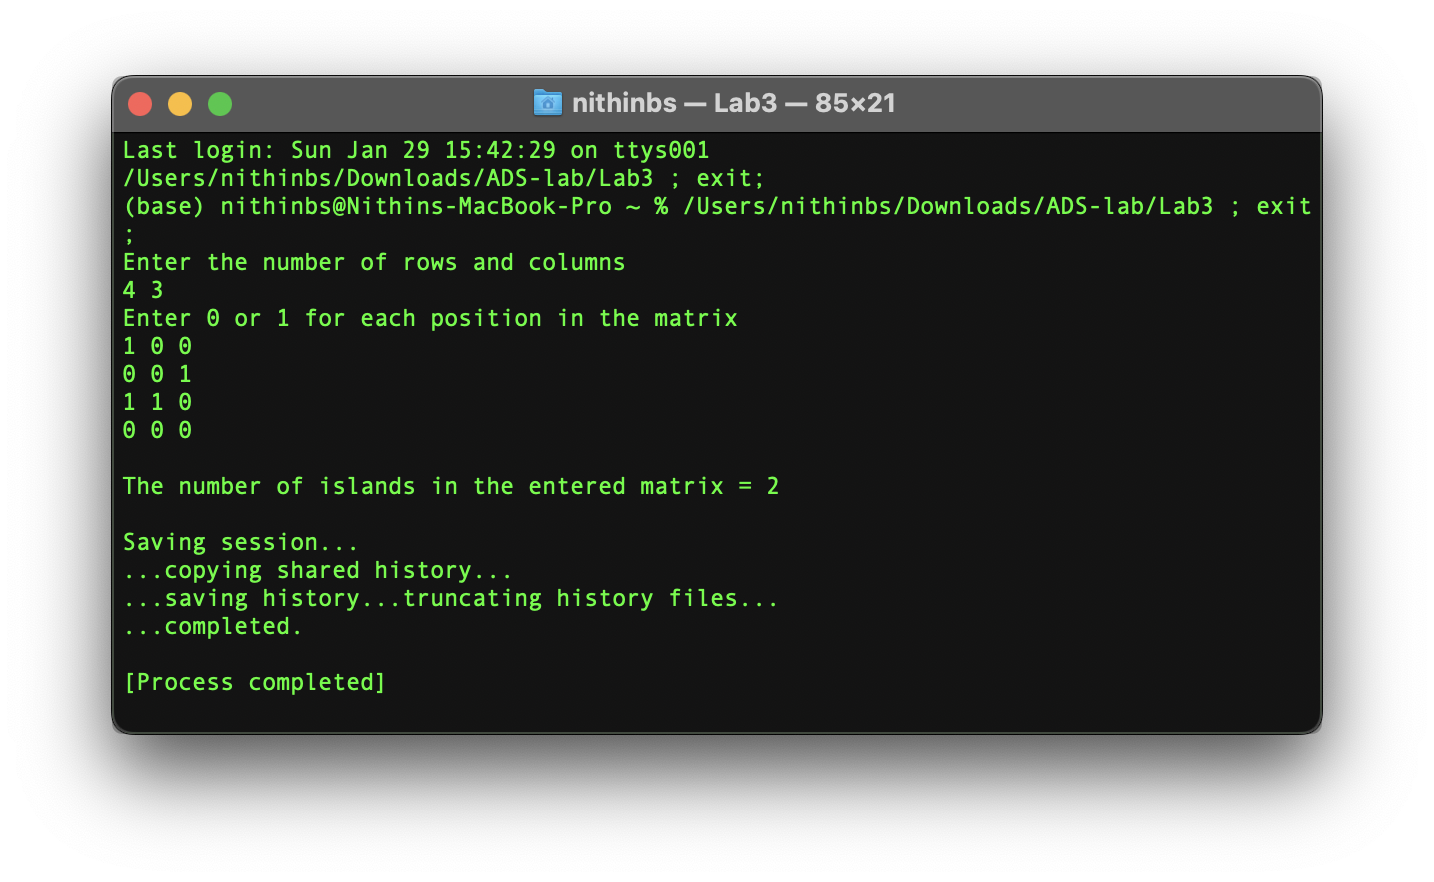 nithinbs — Lab3 — 85×21
Last login: Sun Jan 29 15:42:29 on ttys001
/Users/nithinbs/Downloads/ADS-lab/Lab3 ; exit;
(base) nithinbs@Nithins-MacBook-Pro ~ % /Users/nithinbs/Downloads/ADS-lab/Lab3 ; exit
;
Enter the number of rows and columns
4 3
Enter 0 or 1 for each position in the matrix
1 0 0
0 0 1
1 1 0
0 0 0
The number of islands in the entered matrix = 2
Saving session...
...copying shared history...
...saving history...truncating history files...
...completed.
[Process completed]